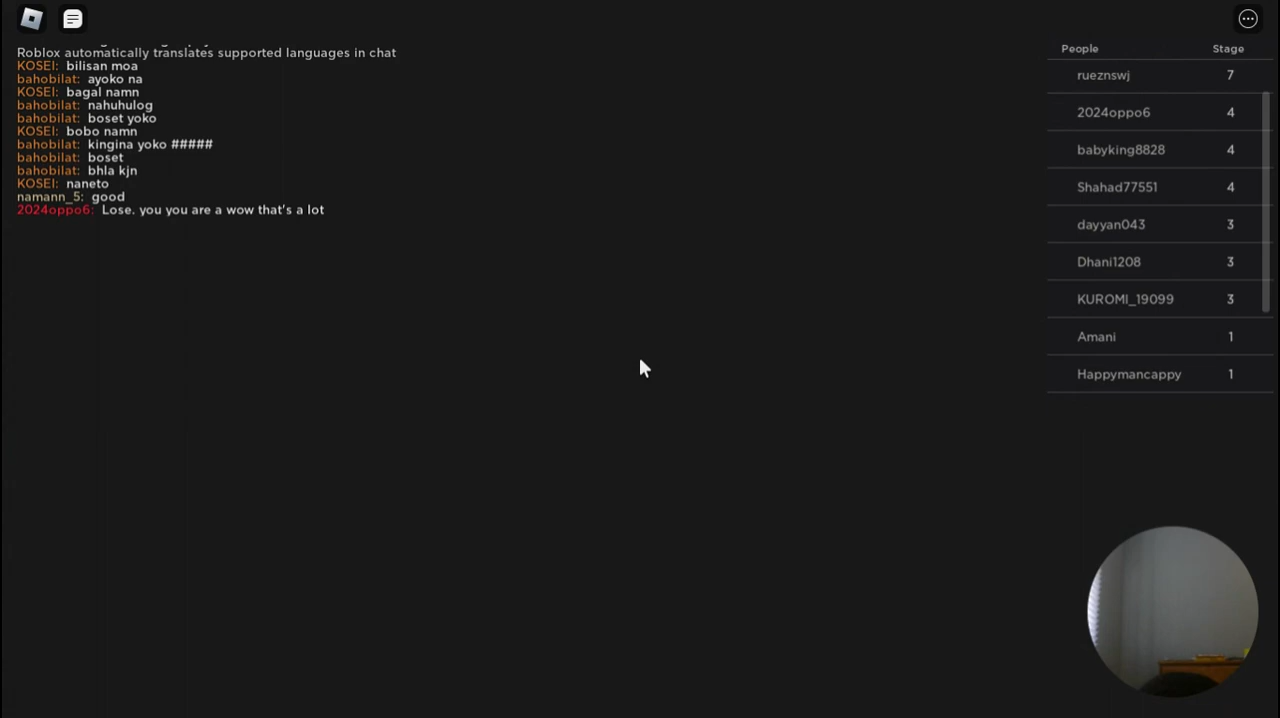 Roblox automatically translates supported languages in chat
KOSEI: bilisan moa
bahobilat: ayoko na
KOSEI: bagal namn
bahobilat: nahuhulog
bahobilat: boset yoko
KOSEI: bobo namn
bahobilat: kingina yoko #####
bahobilat: boset
bahobilat: bhla kjn
KOSEI: naneto
namann_5: good
2024oppo6: Lose. you you are a wow that's a lot
People Stage
rueznswj 7
2024oppo6 4
babyking8828 4
Shahad77551 4
dayyan043 3
Dhani1208 3
KUROMI_19099 3
Amani 1
Happymancappy 1